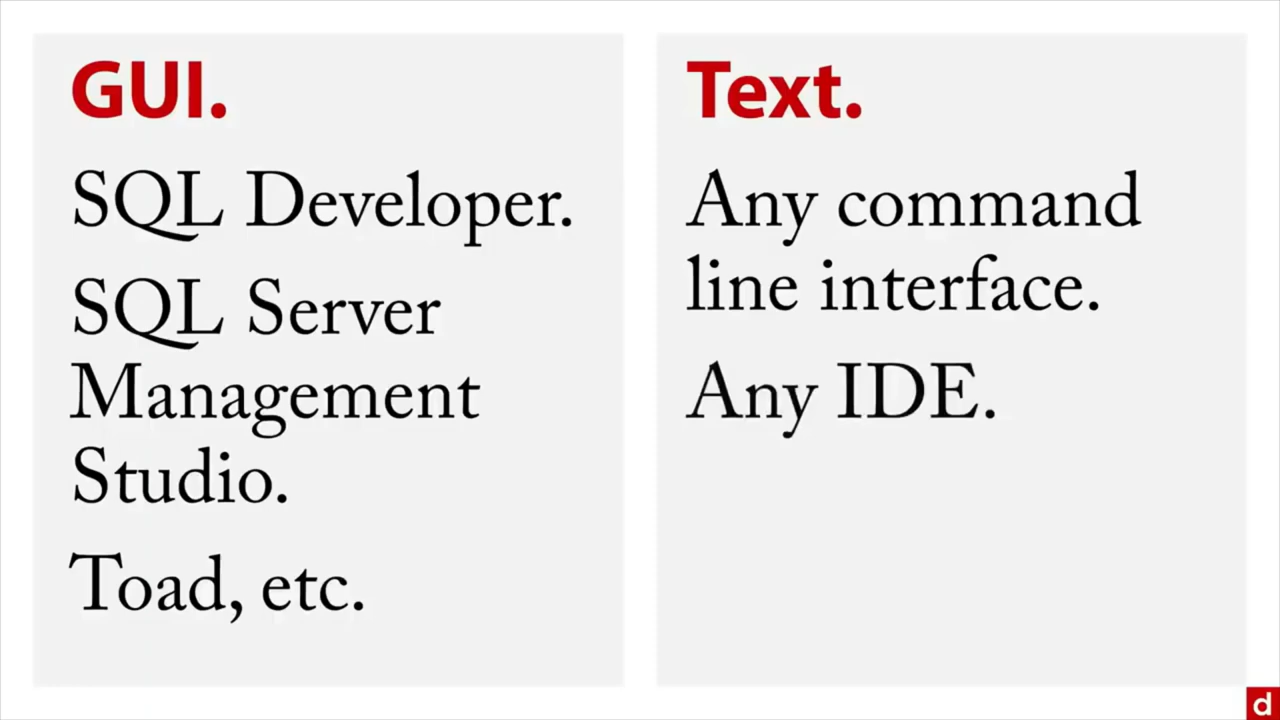 GUI.
SQL Developer.
SQL Server
Management
Studio.
Toad, etc.
Text.
Any command
line interface.
Any IDE.
d